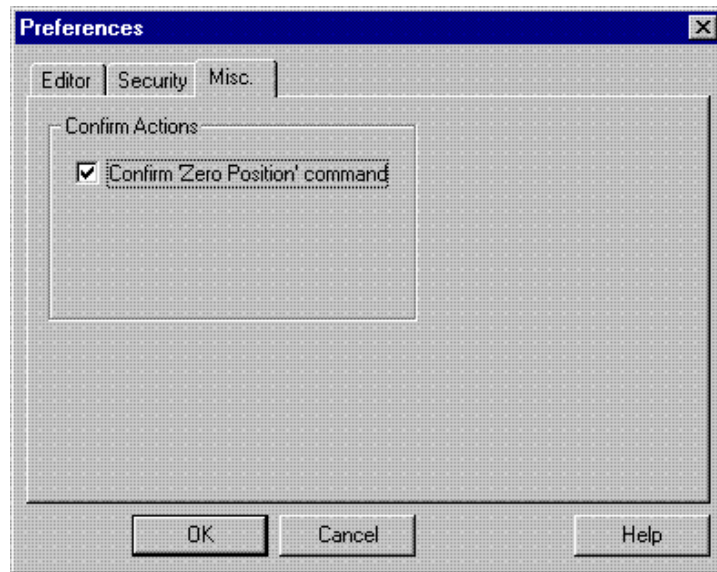 Preferences
Editor Security Misc.
Confirm Actions
Confirm 'Zero Position' command
OK Cancel Help